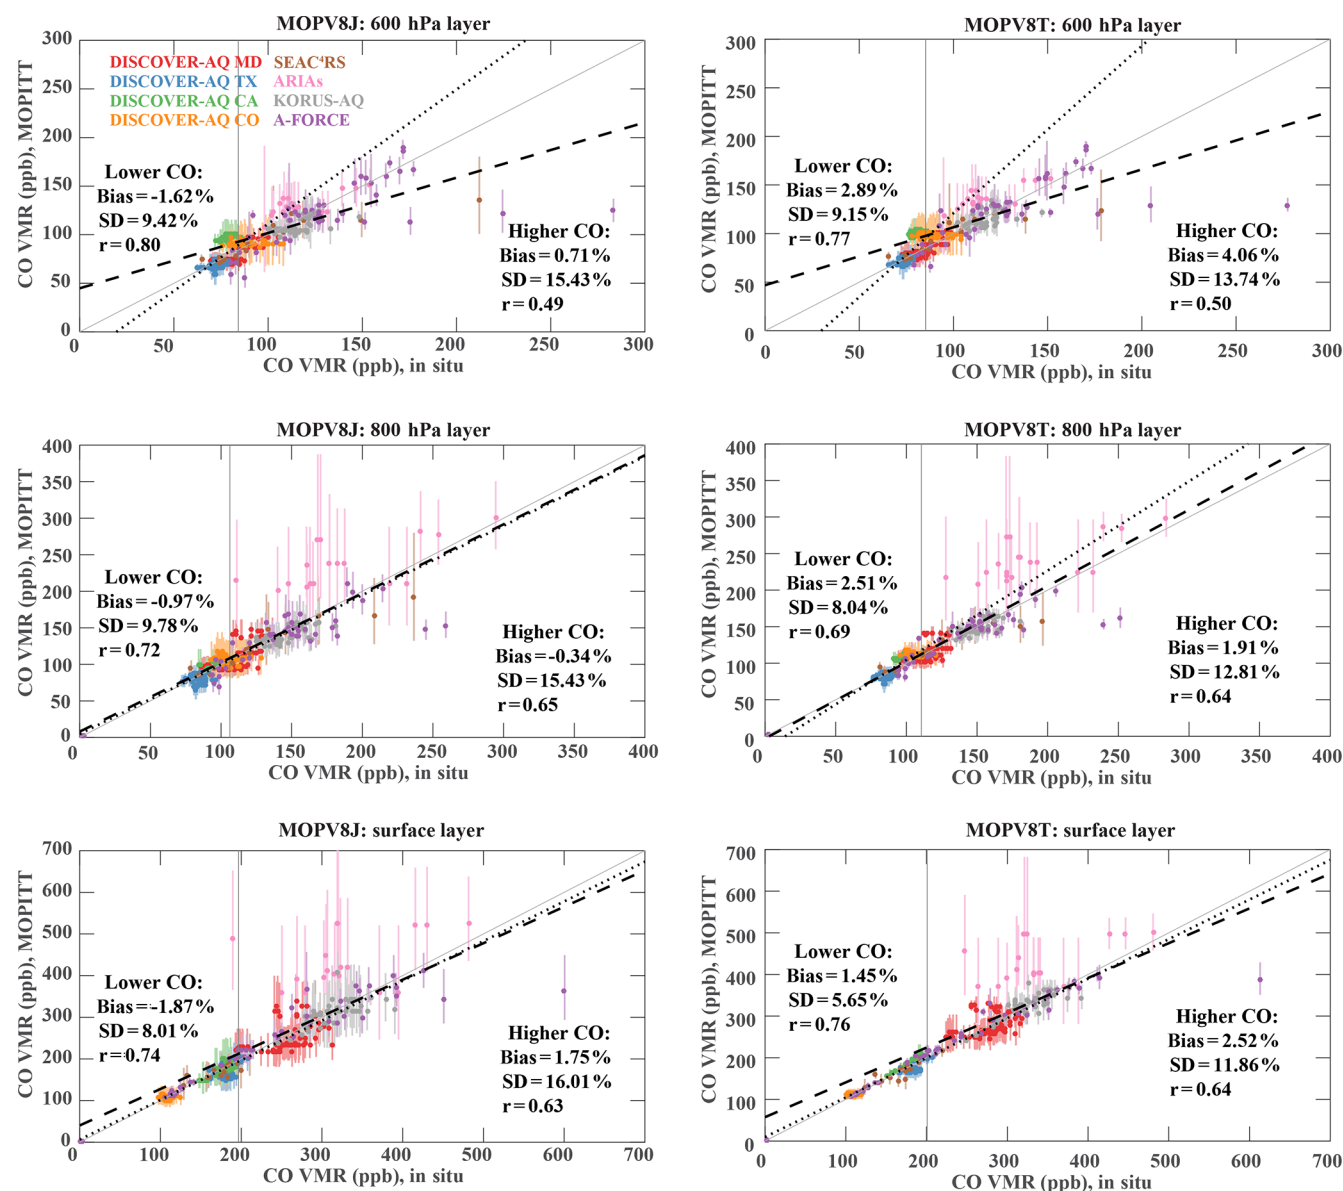 MOPV8J: 600 hPa layer
300
250
200
150
100
50
0
CO VMR (ppb), MOPITT
DISCOVER-AQ MD SEAC⁴RS
DISCOVER-AQ TX ARIAs
DISCOVER-AQ CA KORUS-AQ
DISCOVER-AQ CO A-FORCE
Lower CO:
Bias=-1.62%
SD=9.42%
r=0.80
Higher CO:
Bias=0.71%
SD=15.43%
r=0.49
0 50 100 150 200 250 300
CO VMR (ppb), in situ
MOPV8T: 600 hPa layer
300
250
200
150
100
50
0
CO VMR (ppb), MOPITT
Lower CO:
Bias=2.89%
SD=9.15%
r=0.77
Higher CO:
Bias=4.06%
SD=13.74%
r=0.50
0 50 100 150 200 250 300
CO VMR (ppb), in situ
MOPV8J: 800 hPa layer
400
350
300
250
200
150
100
50
0
CO VMR (ppb), MOPITT
Lower CO:
Bias=-0.97%
SD=9.78%
r=0.72
Higher CO:
Bias=-0.34%
SD=15.43%
r=0.65
0 50 100 150 200 250 300 350 400
CO VMR (ppb), in situ
MOPV8T: 800 hPa layer
400
350
300
250
200
150
100
50
0
CO VMR (ppb), MOPITT
Lower CO:
Bias=2.51%
SD=8.04%
r=0.69
Higher CO:
Bias=1.91%
SD=12.81%
r=0.64
0 50 100 150 200 250 300 350 400
CO VMR (ppb), in situ
MOPV8J: surface layer
700
600
500
400
300
200
100
0
CO VMR (ppb), MOPITT
Lower CO:
Bias=-1.87%
SD=8.01%
r=0.74
Higher CO:
Bias=1.75%
SD=16.01%
r=0.63
0 100 200 300 400 500 600 700
CO VMR (ppb), in situ
MOPV8T: surface layer
700
600
500
400
300
200
100
0
CO VMR (ppb), MOPITT
Lower CO:
Bias=1.45%
SD=5.65%
r=0.76
Higher CO:
Bias=2.52%
SD=11.86%
r=0.64
0 100 200 300 400 500 600 700
CO VMR (ppb), in situ